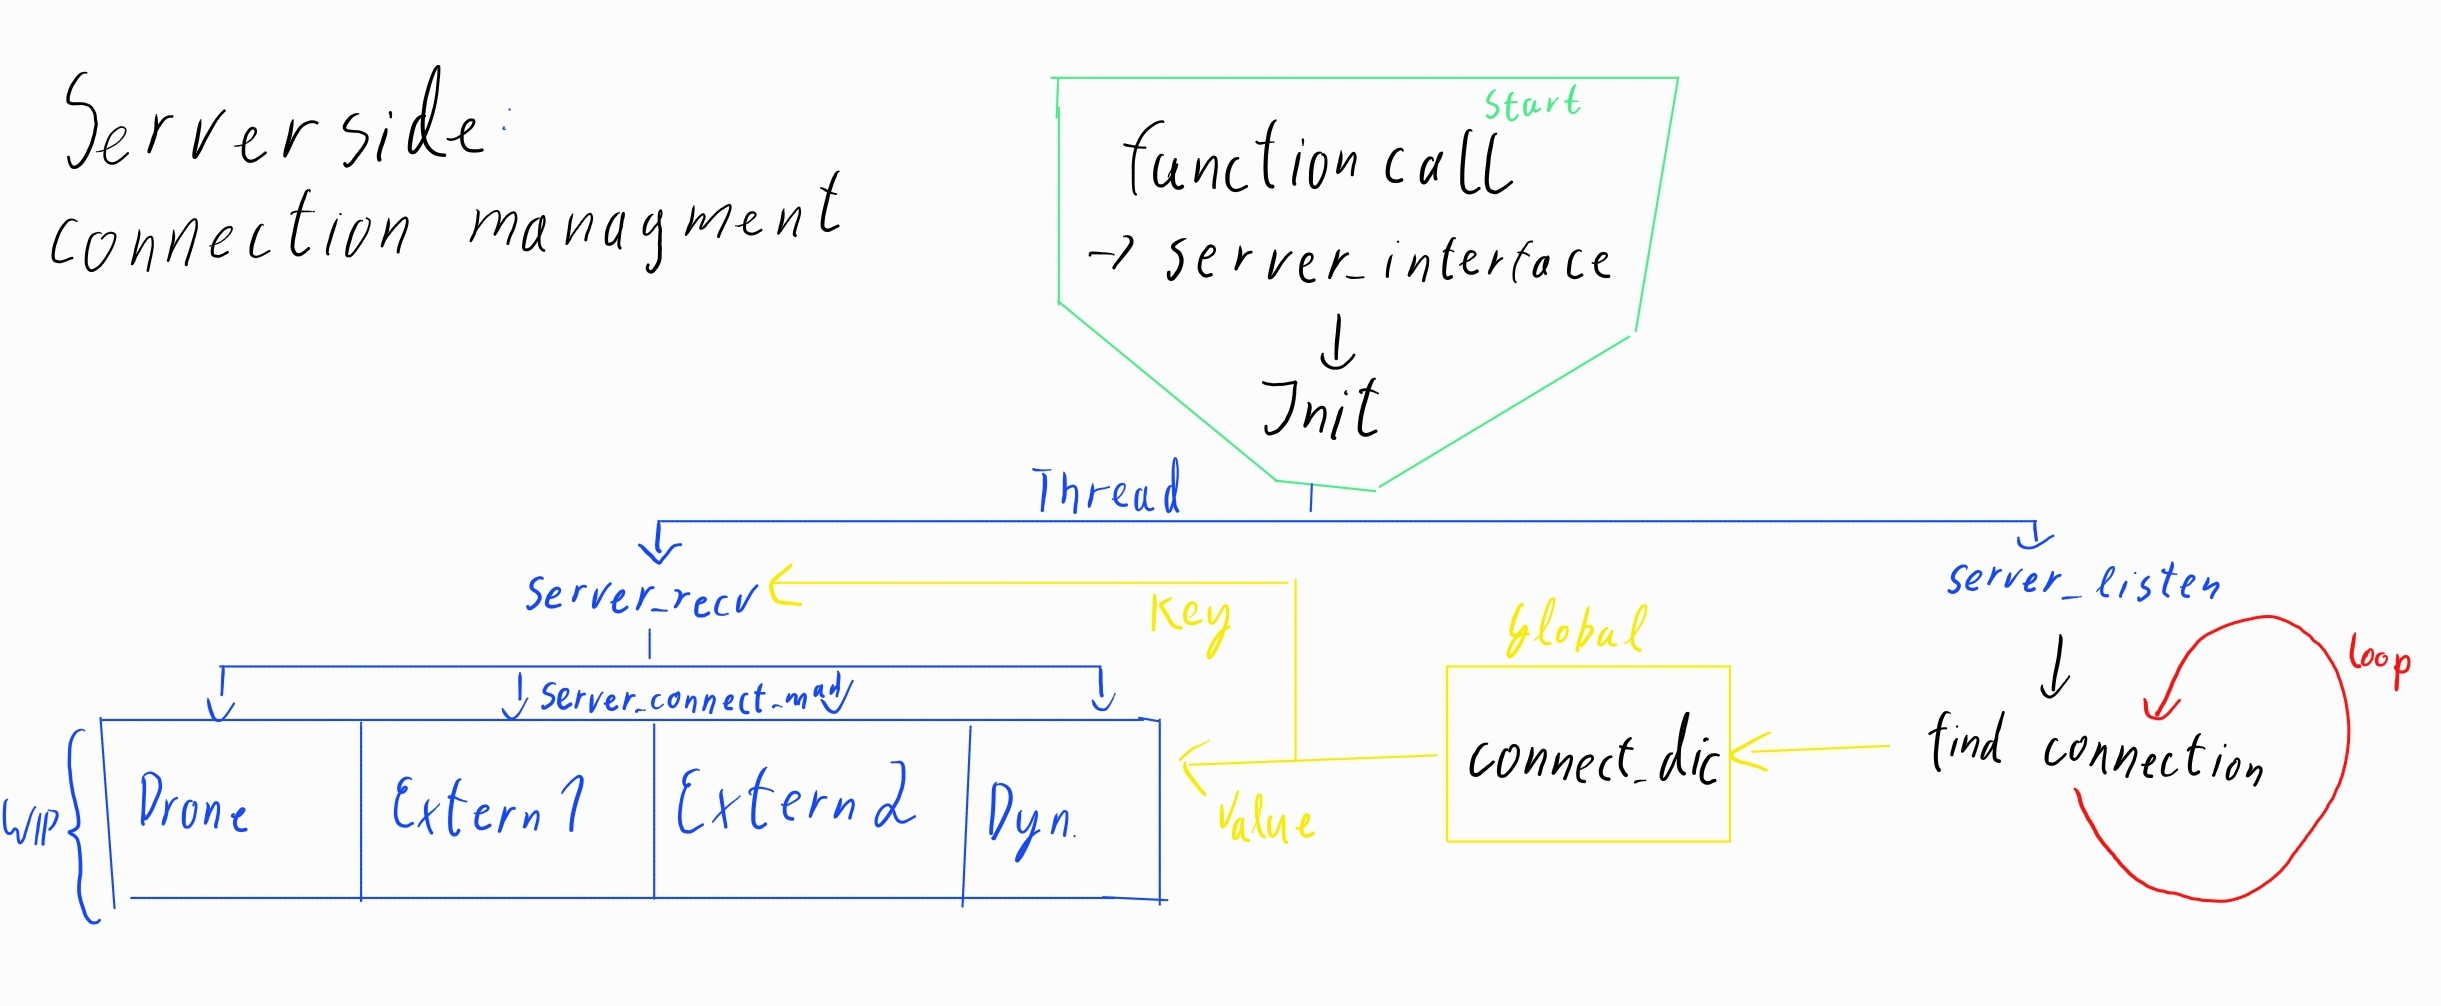 Serverside:
connection managment
Start
function call
-> server_interface
Init
Thread
server_recv
server_listen
Key
Global
loop
server_connect_man
find connection
connect_dic
WIP
Drone
Extern 1
Extern 2
Dyn.
Value